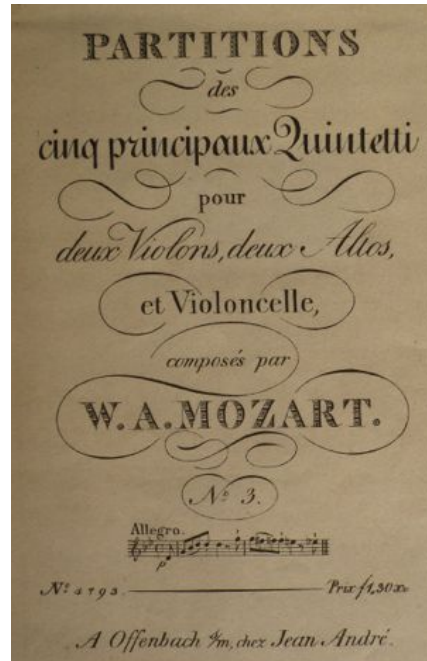 PARTITIONS
des
cinq principaux Quintetti
pour
deux Violons, deux Altos,
et Violoncelle,
composés par
W. A. MOZART.
No. 3.
Allegro.
p
No. 4793. Prix f 1,30 xr.
A Offenbach s/m, chez Jean André.